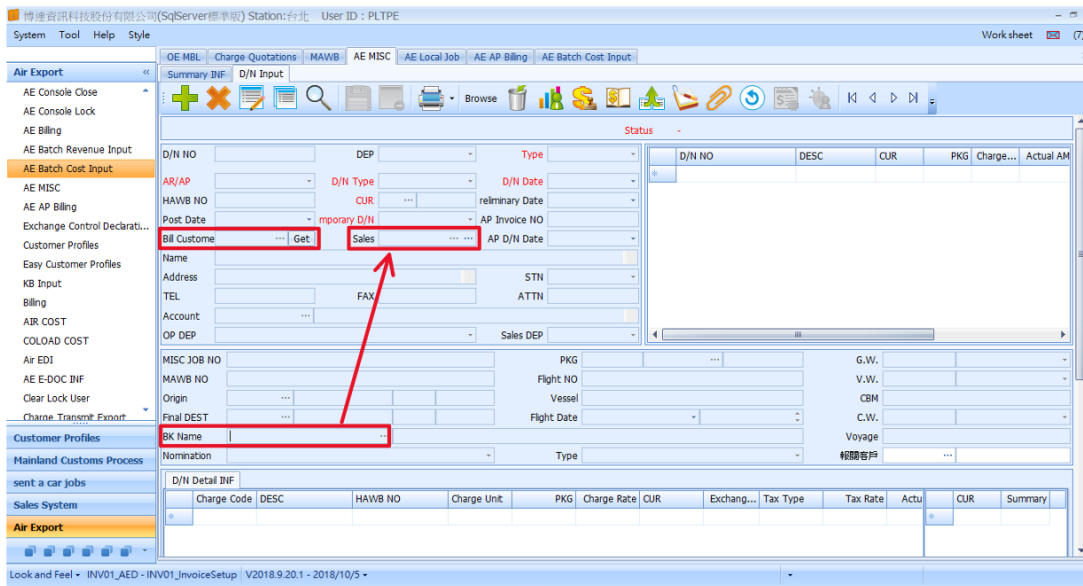 博連資訊科技股份有限公司(SqlServer標準版) Station:台北 User ID : PLTPE
System Tool Help Style Work sheet (7)
OE MBL Charge Quotations MAWB AE MISC AE Local Job AE AP Billing AE Batch Cost Input
Air Export «
Summary INF D/N Input
AE Console Close
AE Console Lock
AE Billing
AE Batch Revenue Input
AE Batch Cost Input
AE MISC
AE AP Billing
Exchange Control Declarati...
Customer Profiles
Easy Customer Profiles
KB Input
Billing
AIR COST
COLOAD COST
Air EDI
AE E-DOC INF
Clear Lock User
Charge Transmit Export
Customer Profiles
Mainland Customs Process
sent a car jobs
Sales System
Air Export
Browse
Status -
D/N NO DEP Type
AR/AP D/N Type D/N Date
HAWB NO CUR ... reliminary Date
Post Date mporary D/N AP Invoice NO
Bill Custome ... Get Sales ... ... AP D/N Date
Name
Address STN
TEL FAX ATTN
Account ...
OP DEP Sales DEP
D/N NO DESC CUR PKG Charge... Actual AM
MISC JOB NO PKG ... G.W.
MAWB NO Flight NO V.W.
Origin ... Vessel CBM
Final DEST ... Flight Date C.W.
BK Name ... Voyage
Nomination Type 報關客戶 ...
D/N Detail INF
Charge Code DESC HAWB NO Charge Unit PKG Charge Rate CUR Exchang... Tax Type Tax Rate Actu CUR Summary
Look and Feel INV01_AED - INV01_InvoiceSetup V2018.9.20.1 - 2018/10/5